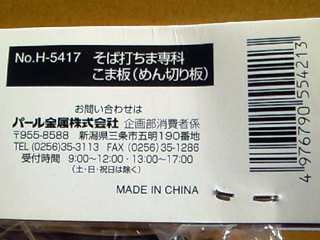 No.H-5417 そば打ちま専科
こま板(めん切り板)
お問い合わせは
パール金属株式会社 企画部消費者係
〒955-8588 新潟県三条市五明190番地
TEL (0256)35-3113 FAX (0256)35-1286
受付時間 9:00〜12:00・13:00〜17:00
(土・日・祝日は除く)
MADE IN CHINA
4976790554213